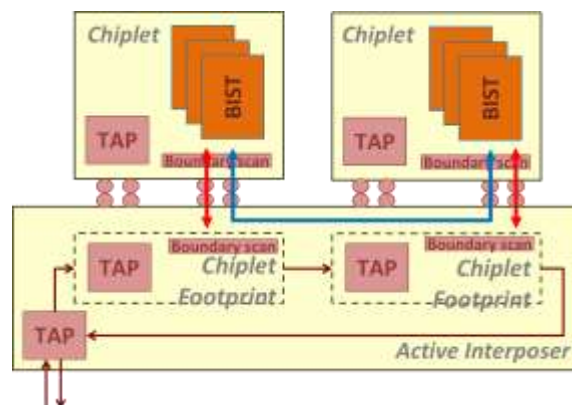 Chiplet
BIST
TAP
Boundary scan
Chiplet
BIST
TAP
Boundary scan
TAP
Boundary scan
Chiplet
Footprint
TAP
Boundary scan
Chiplet
Footprint
TAP
Active Interposer